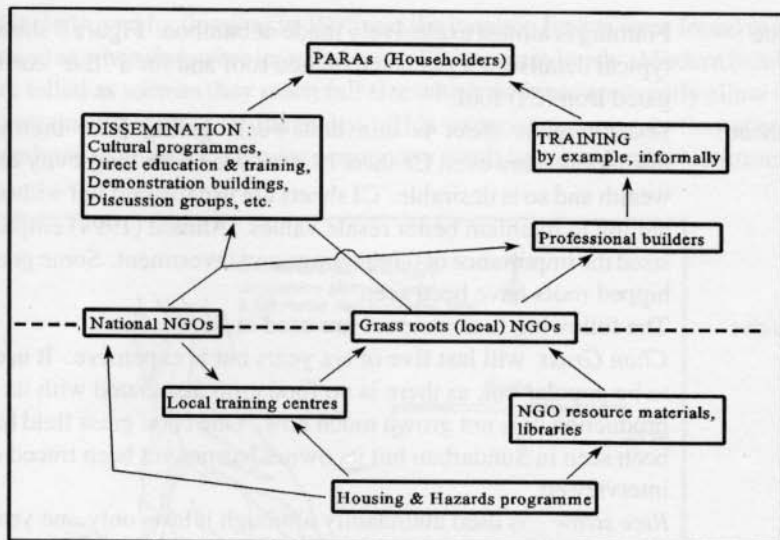 PARAs (Householders)
DISSEMINATION :
Cultural programmes,
Direct education & training,
Demonstration buildings,
Discussion groups, etc.
TRAINING
by example, informally
Professional builders
National NGOs
Grass roots (local) NGOs
Local training centres
NGO resource materials,
libraries
Housing & Hazards programme